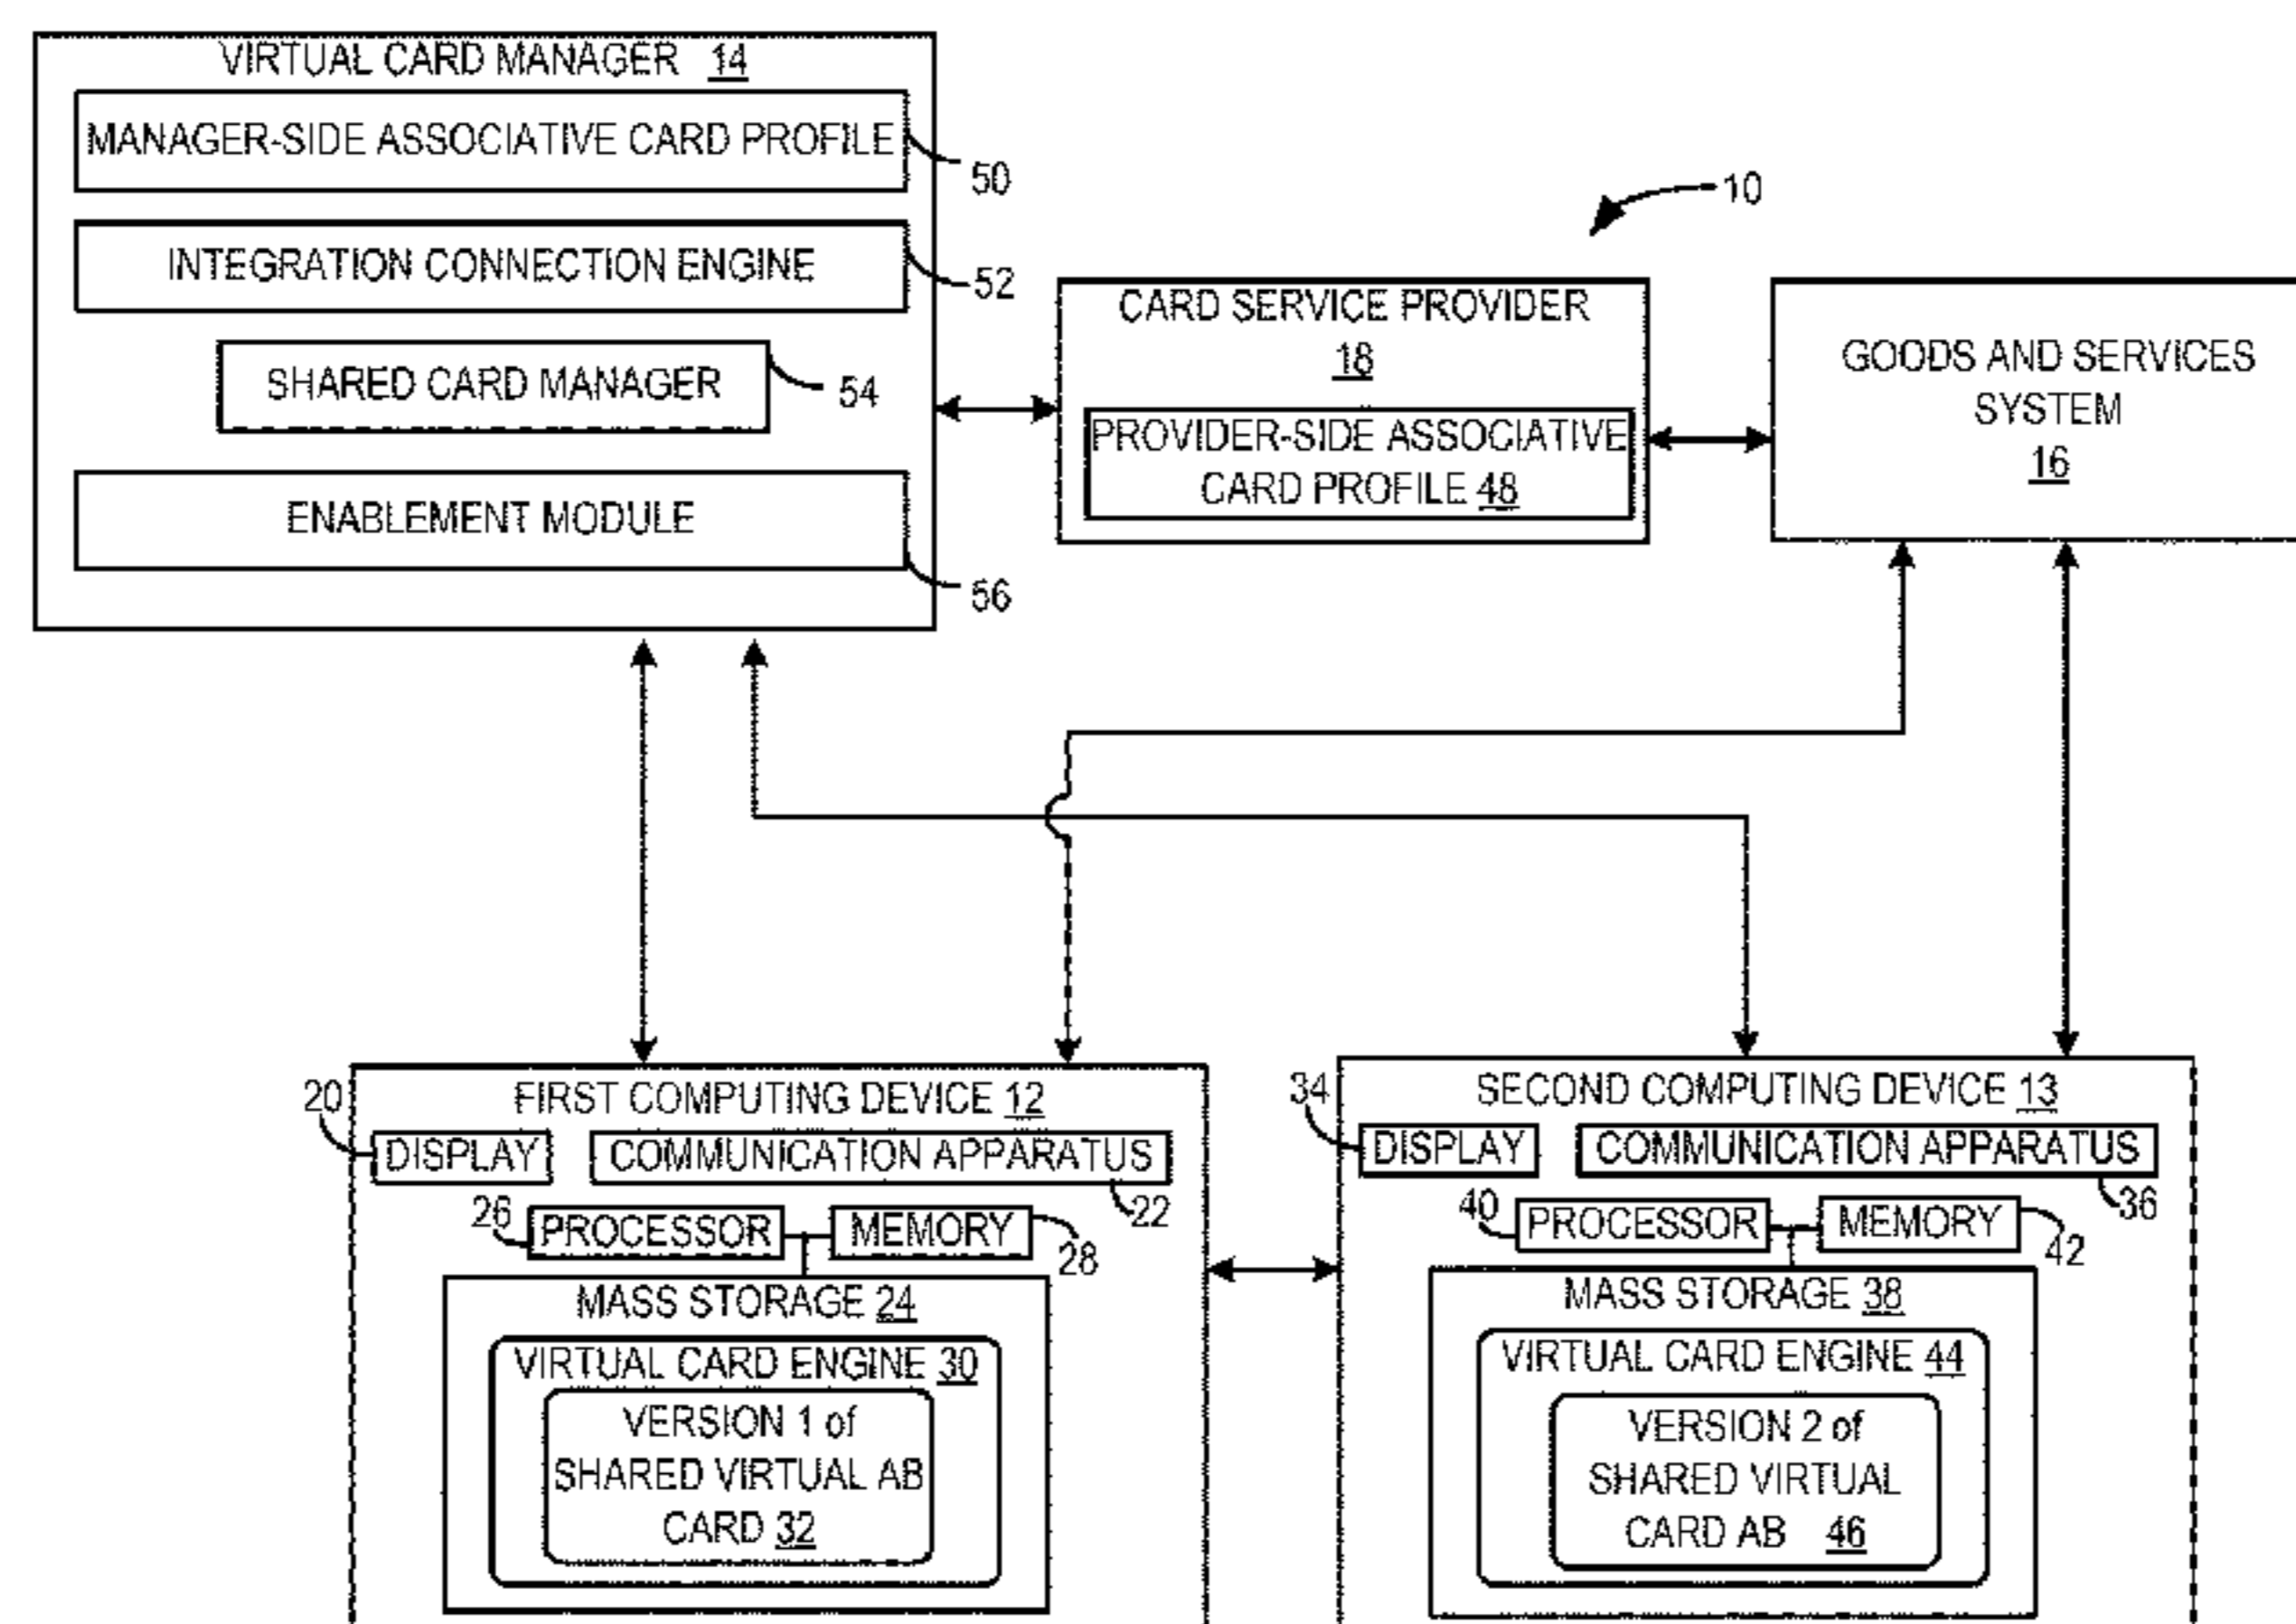 VIRTUAL CARD MANAGER 14
MANAGER-SIDE ASSOCIATIVE CARD PROFILE
50
INTEGRATION CONNECTION ENGINE
52
SHARED CARD MANAGER
54
ENABLEMENT MODULE
56
10
CARD SERVICE PROVIDER
18
PROVIDER-SIDE ASSOCIATIVE
CARD PROFILE 48
GOODS AND SERVICES
SYSTEM
16
FIRST COMPUTING DEVICE 12
20
DISPLAY
COMMUNICATION APPARATUS
22
26
PROCESSOR
MEMORY
28
MASS STORAGE 24
VIRTUAL CARD ENGINE 30
VERSION 1 of
SHARED VIRTUAL AB
CARD 32
SECOND COMPUTING DEVICE 13
34
DISPLAY
COMMUNICATION APPARATUS
36
40
PROCESSOR
MEMORY
42
MASS STORAGE 38
VIRTUAL CARD ENGINE 44
VERSION 2 of
SHARED VIRTUAL
CARD AB 46